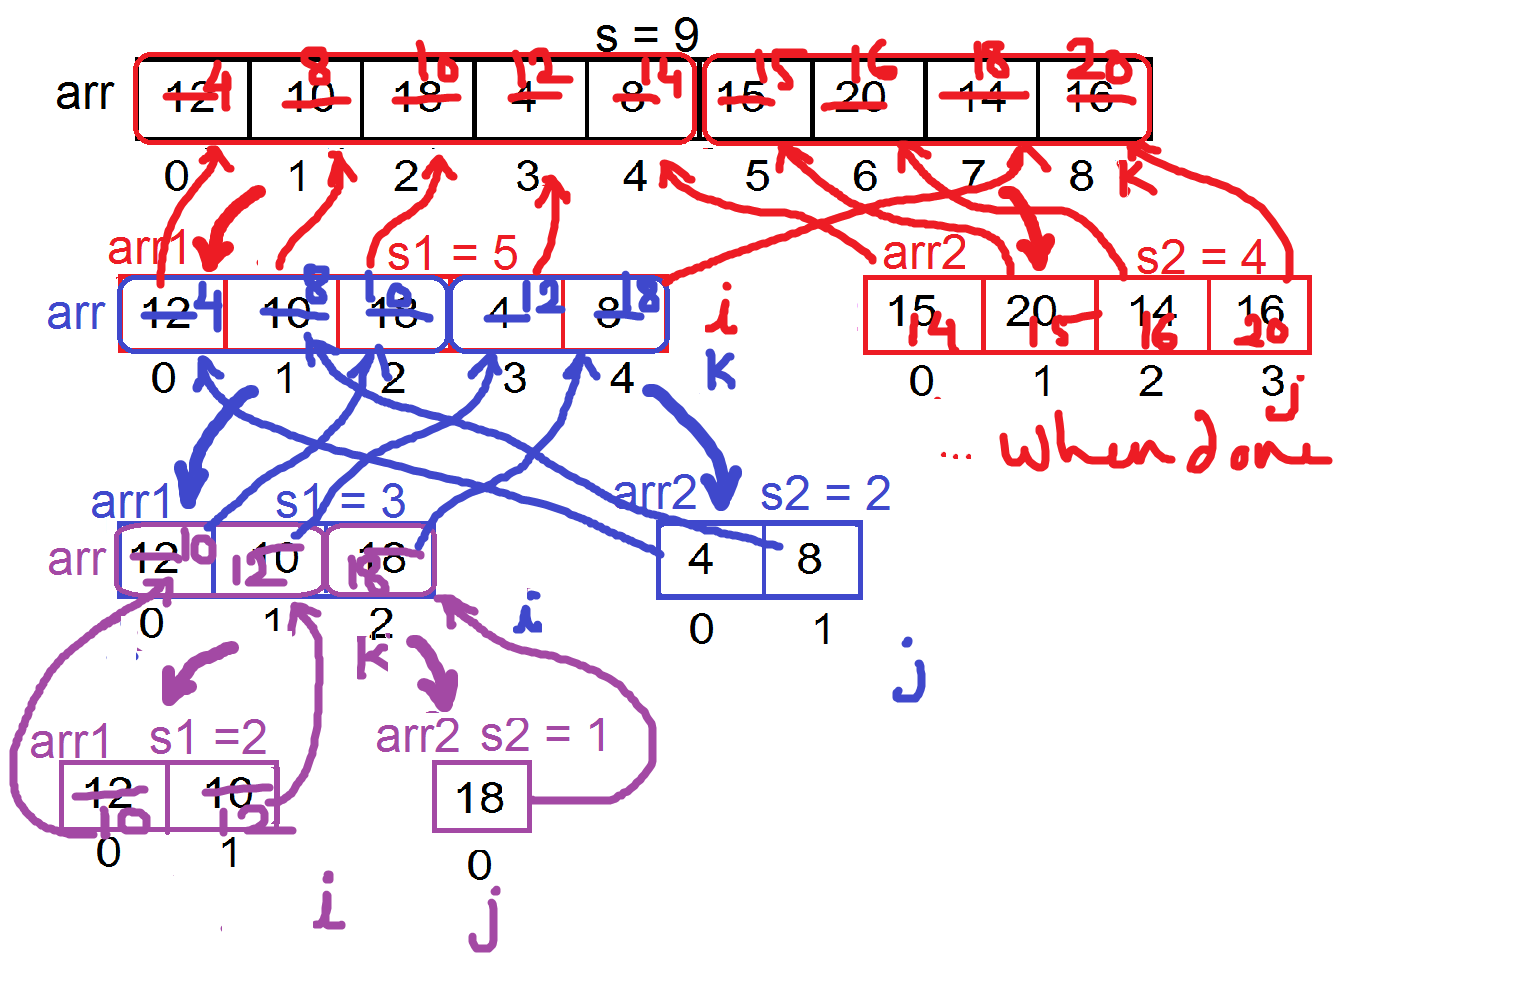 s = 9
4 8 10 12 14 15 16 18 20
arr 12 10 18 4 8 15 20 14 16
0 1 2 3 4 5 6 7 8 k
arr1 s1 = 5 arr2 s2 = 4
4 8 10 12 18
arr 12 10 18 4 8 i 15 20 14 16
14 15 16 20
0 1 2 3 4 k 0 1 2 3 j
... when done
arr1 s1 = 3 arr2 s2 = 2
arr 12 10 10 12 18 18 4 8
0 1 2 i 0 1
k j
arr1 s1 =2 arr2 s2 = 1
12 10 18
10 12
0 1 0
i j